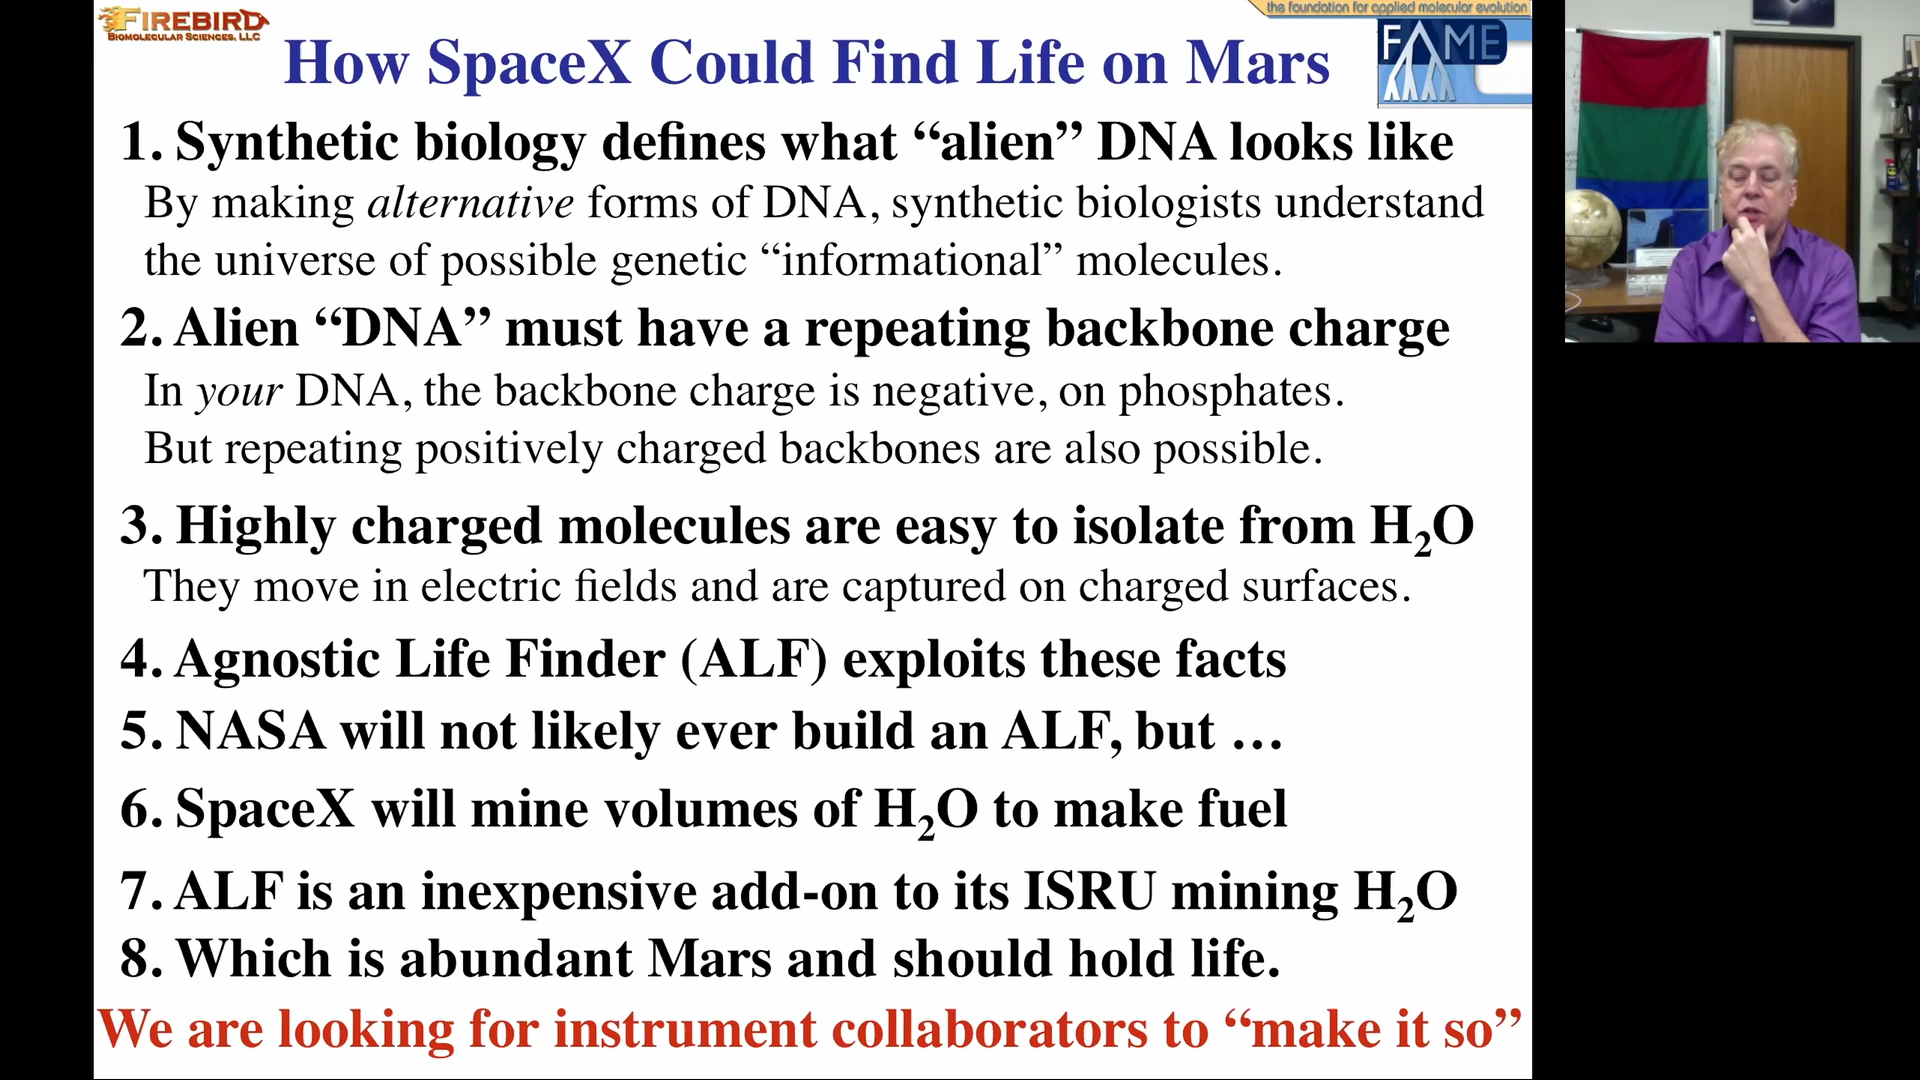 FIREBIRD
BIOMOLECULAR SCIENCES, LLC
the foundation for applied molecular evolution
FAME
How SpaceX Could Find Life on Mars
1. Synthetic biology defines what “alien” DNA looks like
By making alternative forms of DNA, synthetic biologists understand
the universe of possible genetic “informational” molecules.
2. Alien “DNA” must have a repeating backbone charge
In your DNA, the backbone charge is negative, on phosphates.
But repeating positively charged backbones are also possible.
3. Highly charged molecules are easy to isolate from H₂O
They move in electric fields and are captured on charged surfaces.
4. Agnostic Life Finder (ALF) exploits these facts
5. NASA will not likely ever build an ALF, but …
6. SpaceX will mine volumes of H₂O to make fuel
7. ALF is an inexpensive add-on to its ISRU mining H₂O
8. Which is abundant Mars and should hold life.
We are looking for instrument collaborators to “make it so”